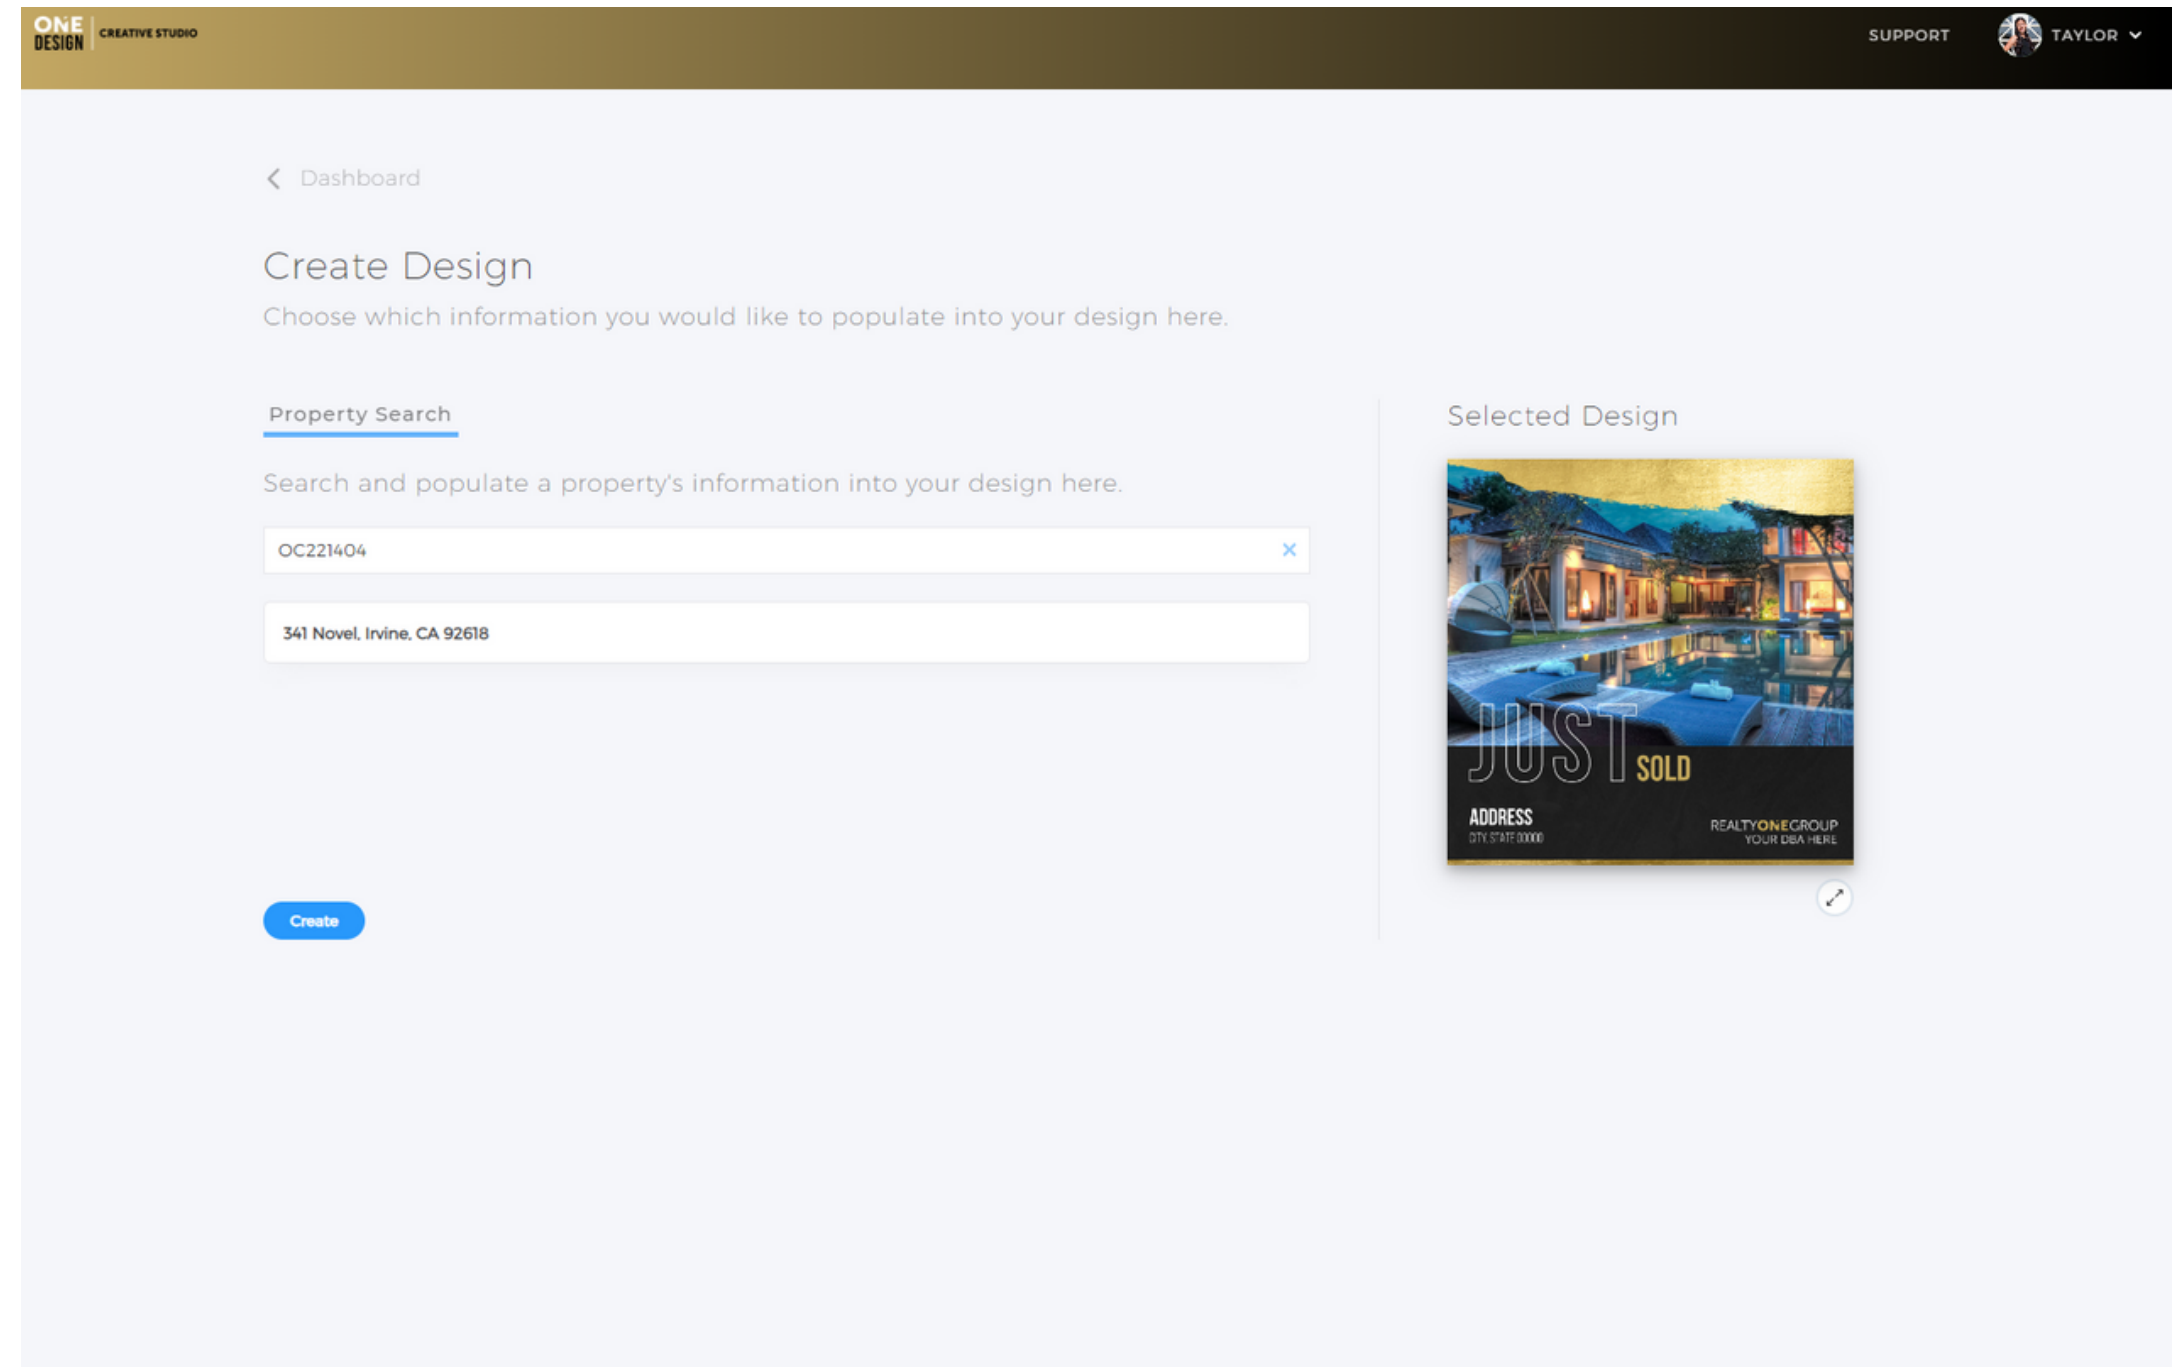 ONE
DESIGN
CREATIVE STUDIO
SUPPORT
TAYLOR
Dashboard
Create Design
Choose which information you would like to populate into your design here.
Property Search
Search and populate a property's information into your design here.
OC221404
341 Novel, Irvine, CA 92618
Create
Selected Design
JUST SOLD
ADDRESS
CITY, STATE 00000
REALTYONEGROUP
YOUR DBA HERE